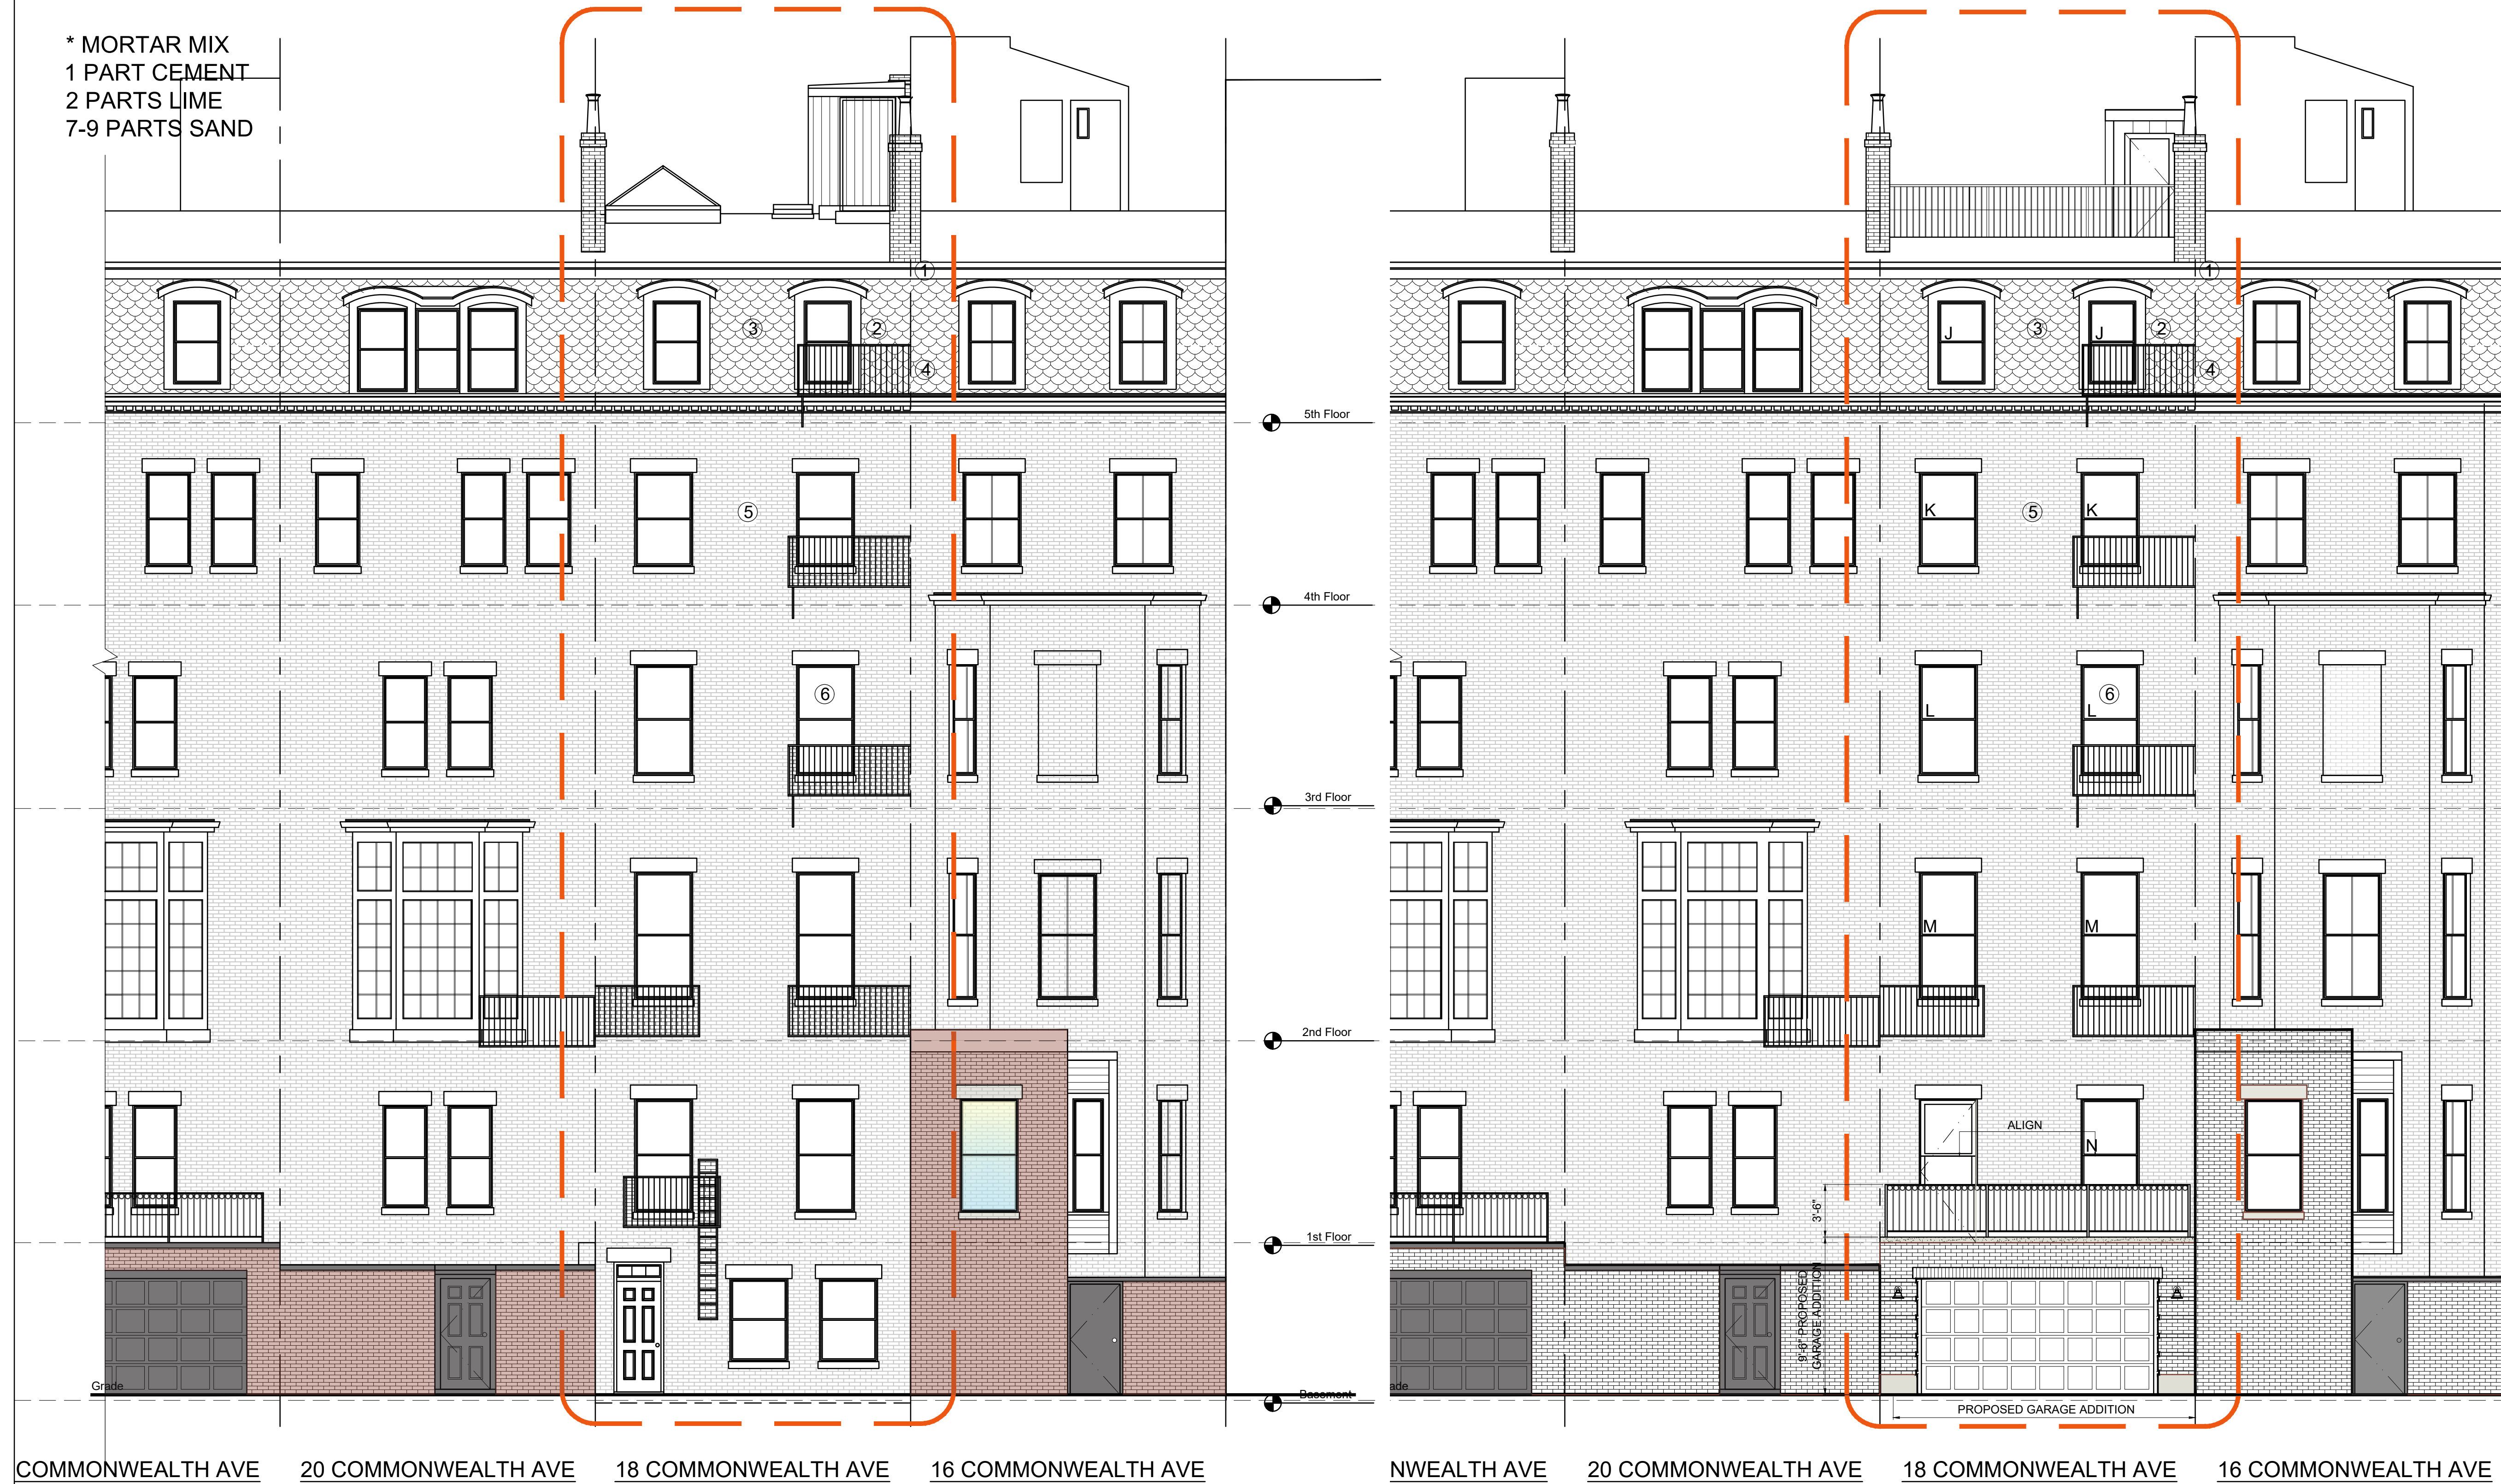 * MORTAR MIX
1 PART CEMENT
2 PARTS LIME
7-9 PARTS SAND
1
3
2
4
5th Floor
5
4th Floor
6
3rd Floor
2nd Floor
1st Floor
Grade
Basement
COMMONWEALTH AVE
20 COMMONWEALTH AVE
18 COMMONWEALTH AVE
16 COMMONWEALTH AVE
1
J
3
J
2
4
K
5
K
6
L
L
M
M
ALIGN
N
3'-6"
9'-6" PROPOSED
GARAGE ADDITION
ade
PROPOSED GARAGE ADDITION
NWEALTH AVE
20 COMMONWEALTH AVE
18 COMMONWEALTH AVE
16 COMMONWEALTH AVE